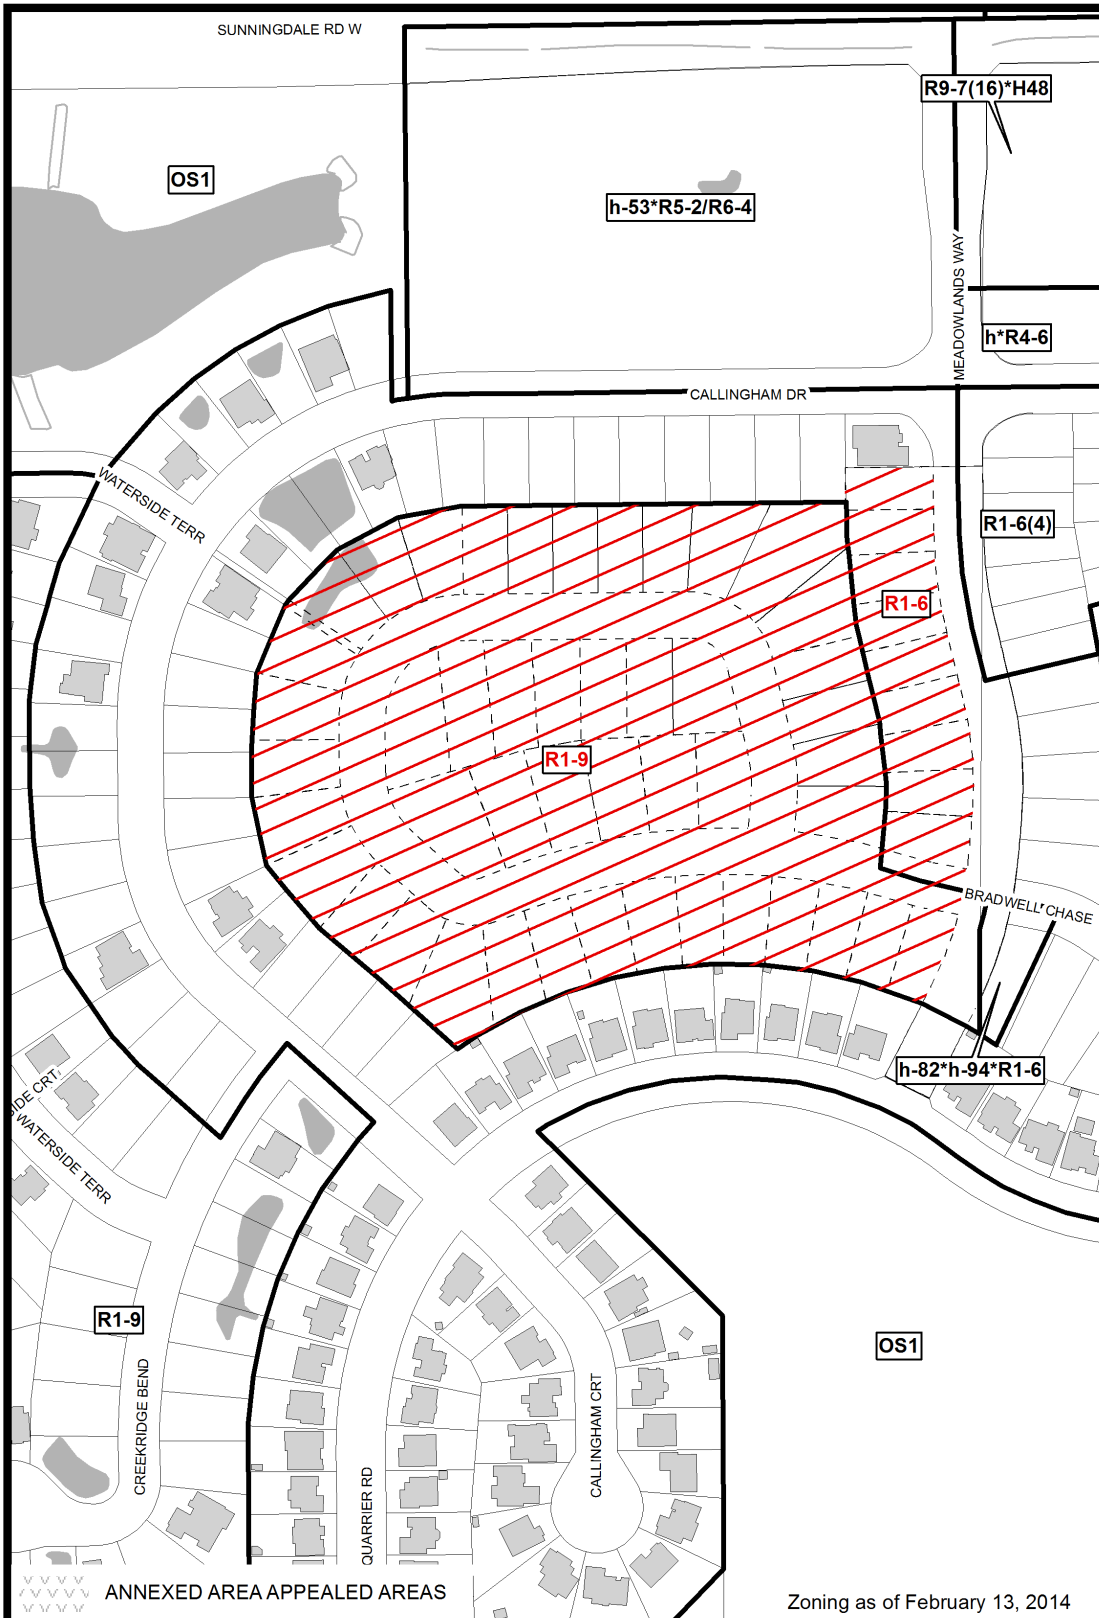 SUNNINGDALE RD W
R9-7(16)*H48
OS1
h-53*R5-2/R6-4
MEADOWLANDS WAY
h*R4-6
CALLINGHAM DR
WATERSIDE TERR
R1-6(4)
R1-6
R1-9
BRADWELL CHASE
h-82*h-94*R1-6
SIDE CRT
WATERSIDE TERR
R1-9
OS1
CREEKRIDGE BEND
QUARRIER RD
CALLINGHAM CRT
ANNEXED AREA APPEALED AREAS
Zoning as of February 13, 2014